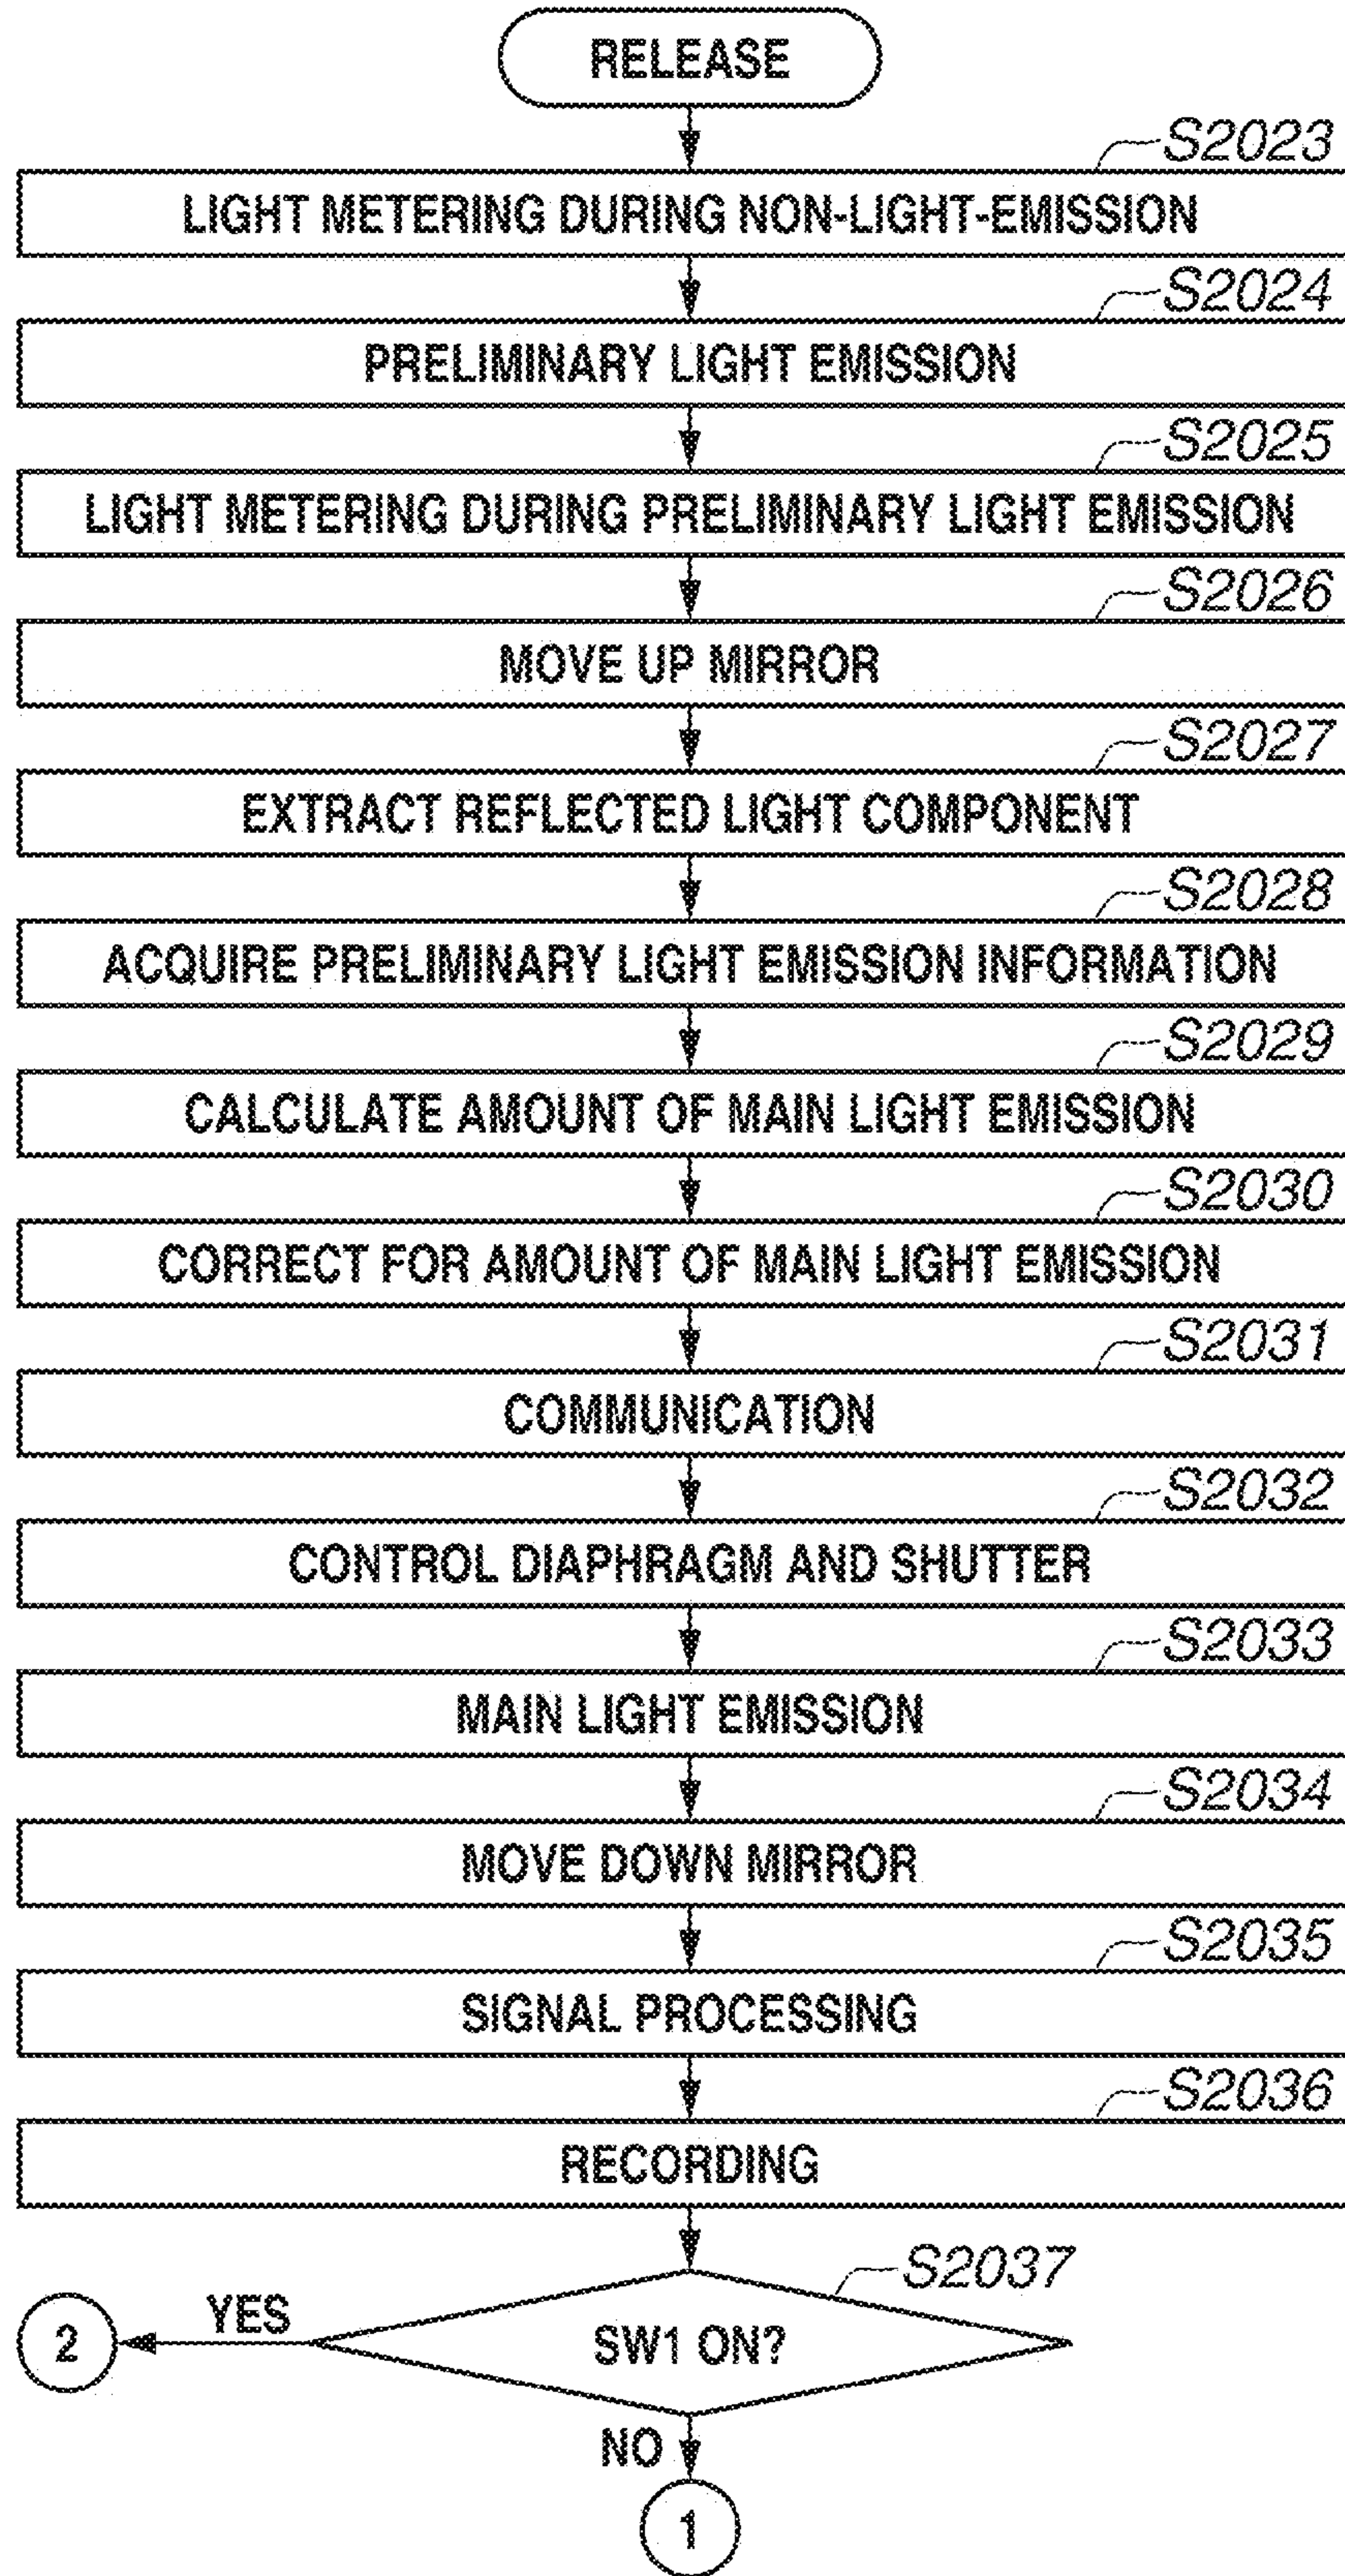 RELEASE
S2023
LIGHT METERING DURING NON-LIGHT-EMISSION
S2024
PRELIMINARY LIGHT EMISSION
S2025
LIGHT METERING DURING PRELIMINARY LIGHT EMISSION
S2026
MOVE UP MIRROR
S2027
EXTRACT REFLECTED LIGHT COMPONENT
S2028
ACQUIRE PRELIMINARY LIGHT EMISSION INFORMATION
S2029
CALCULATE AMOUNT OF MAIN LIGHT EMISSION
S2030
CORRECT FOR AMOUNT OF MAIN LIGHT EMISSION
S2031
COMMUNICATION
S2032
CONTROL DIAPHRAGM AND SHUTTER
S2033
MAIN LIGHT EMISSION
S2034
MOVE DOWN MIRROR
S2035
SIGNAL PROCESSING
S2036
RECORDING
S2037
YES
2
SW1 ON?
NO
1